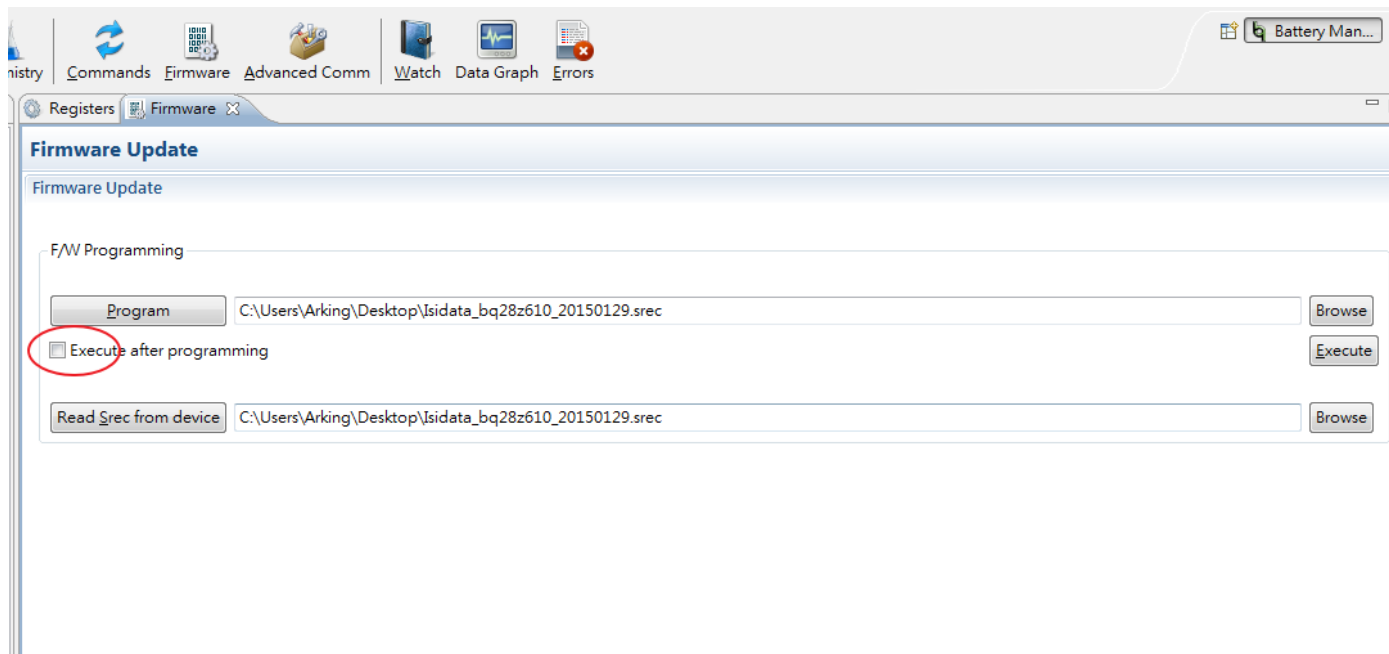 Battery Man...
mistry Commands Firmware Advanced Comm Watch Data Graph Errors
Registers Firmware
Firmware Update
Firmware Update
F/W Programming
Program C:\Users\Arking\Desktop\Isidata_bq28z610_20150129.srec Browse
Execute after programming Execute
Read Srec from device C:\Users\Arking\Desktop\Isidata_bq28z610_20150129.srec Browse